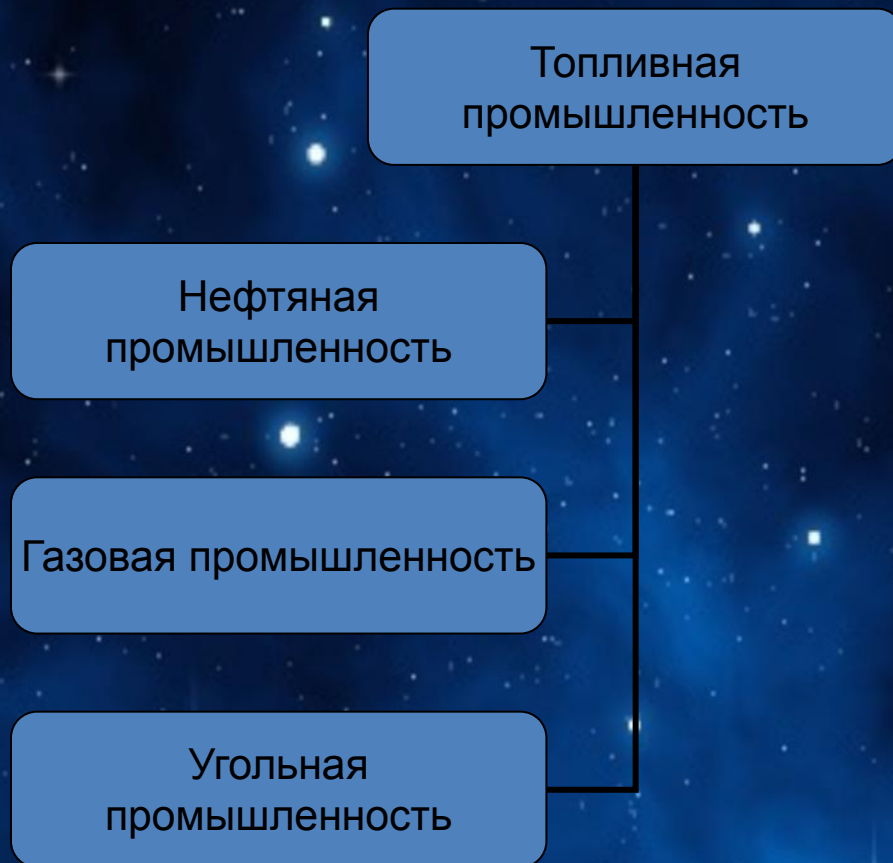 Топливная
промышленность
Нефтяная
промышленность
Газовая промышленность
Угольная
промышленность